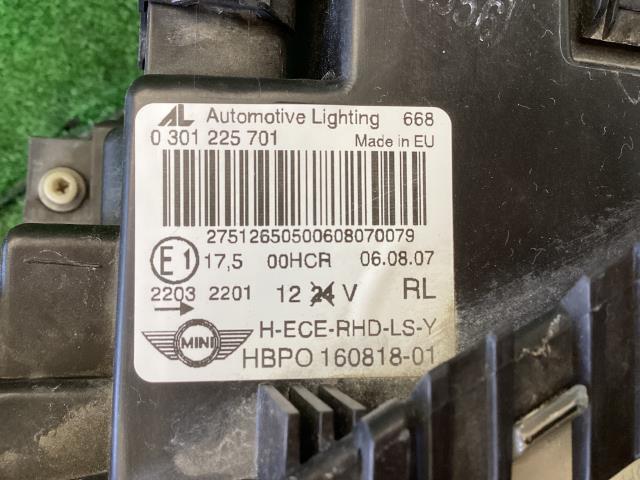 AL Automotive Lighting 668
0 301 225 701 Made in EU
27512650500608070079
E1 17,5 00HCR 06.08.07
2203 2201 12 24 V RL
MINI H-ECE-RHD-LS-Y
HBPO 160818-01